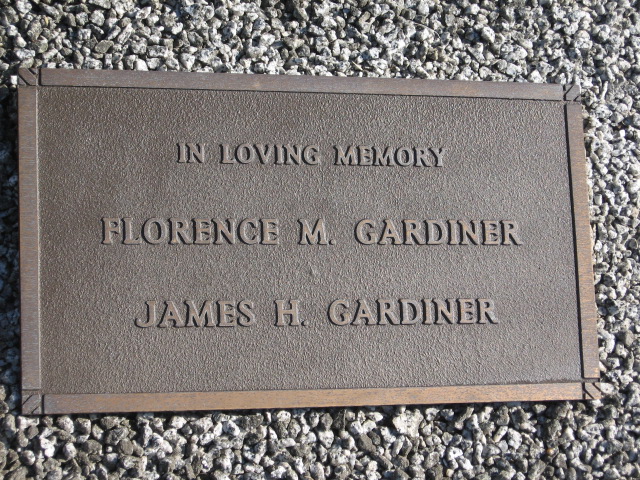 IN LOVING MEMORY
FLORENCE M. GARDINER
JAMES H. GARDINER